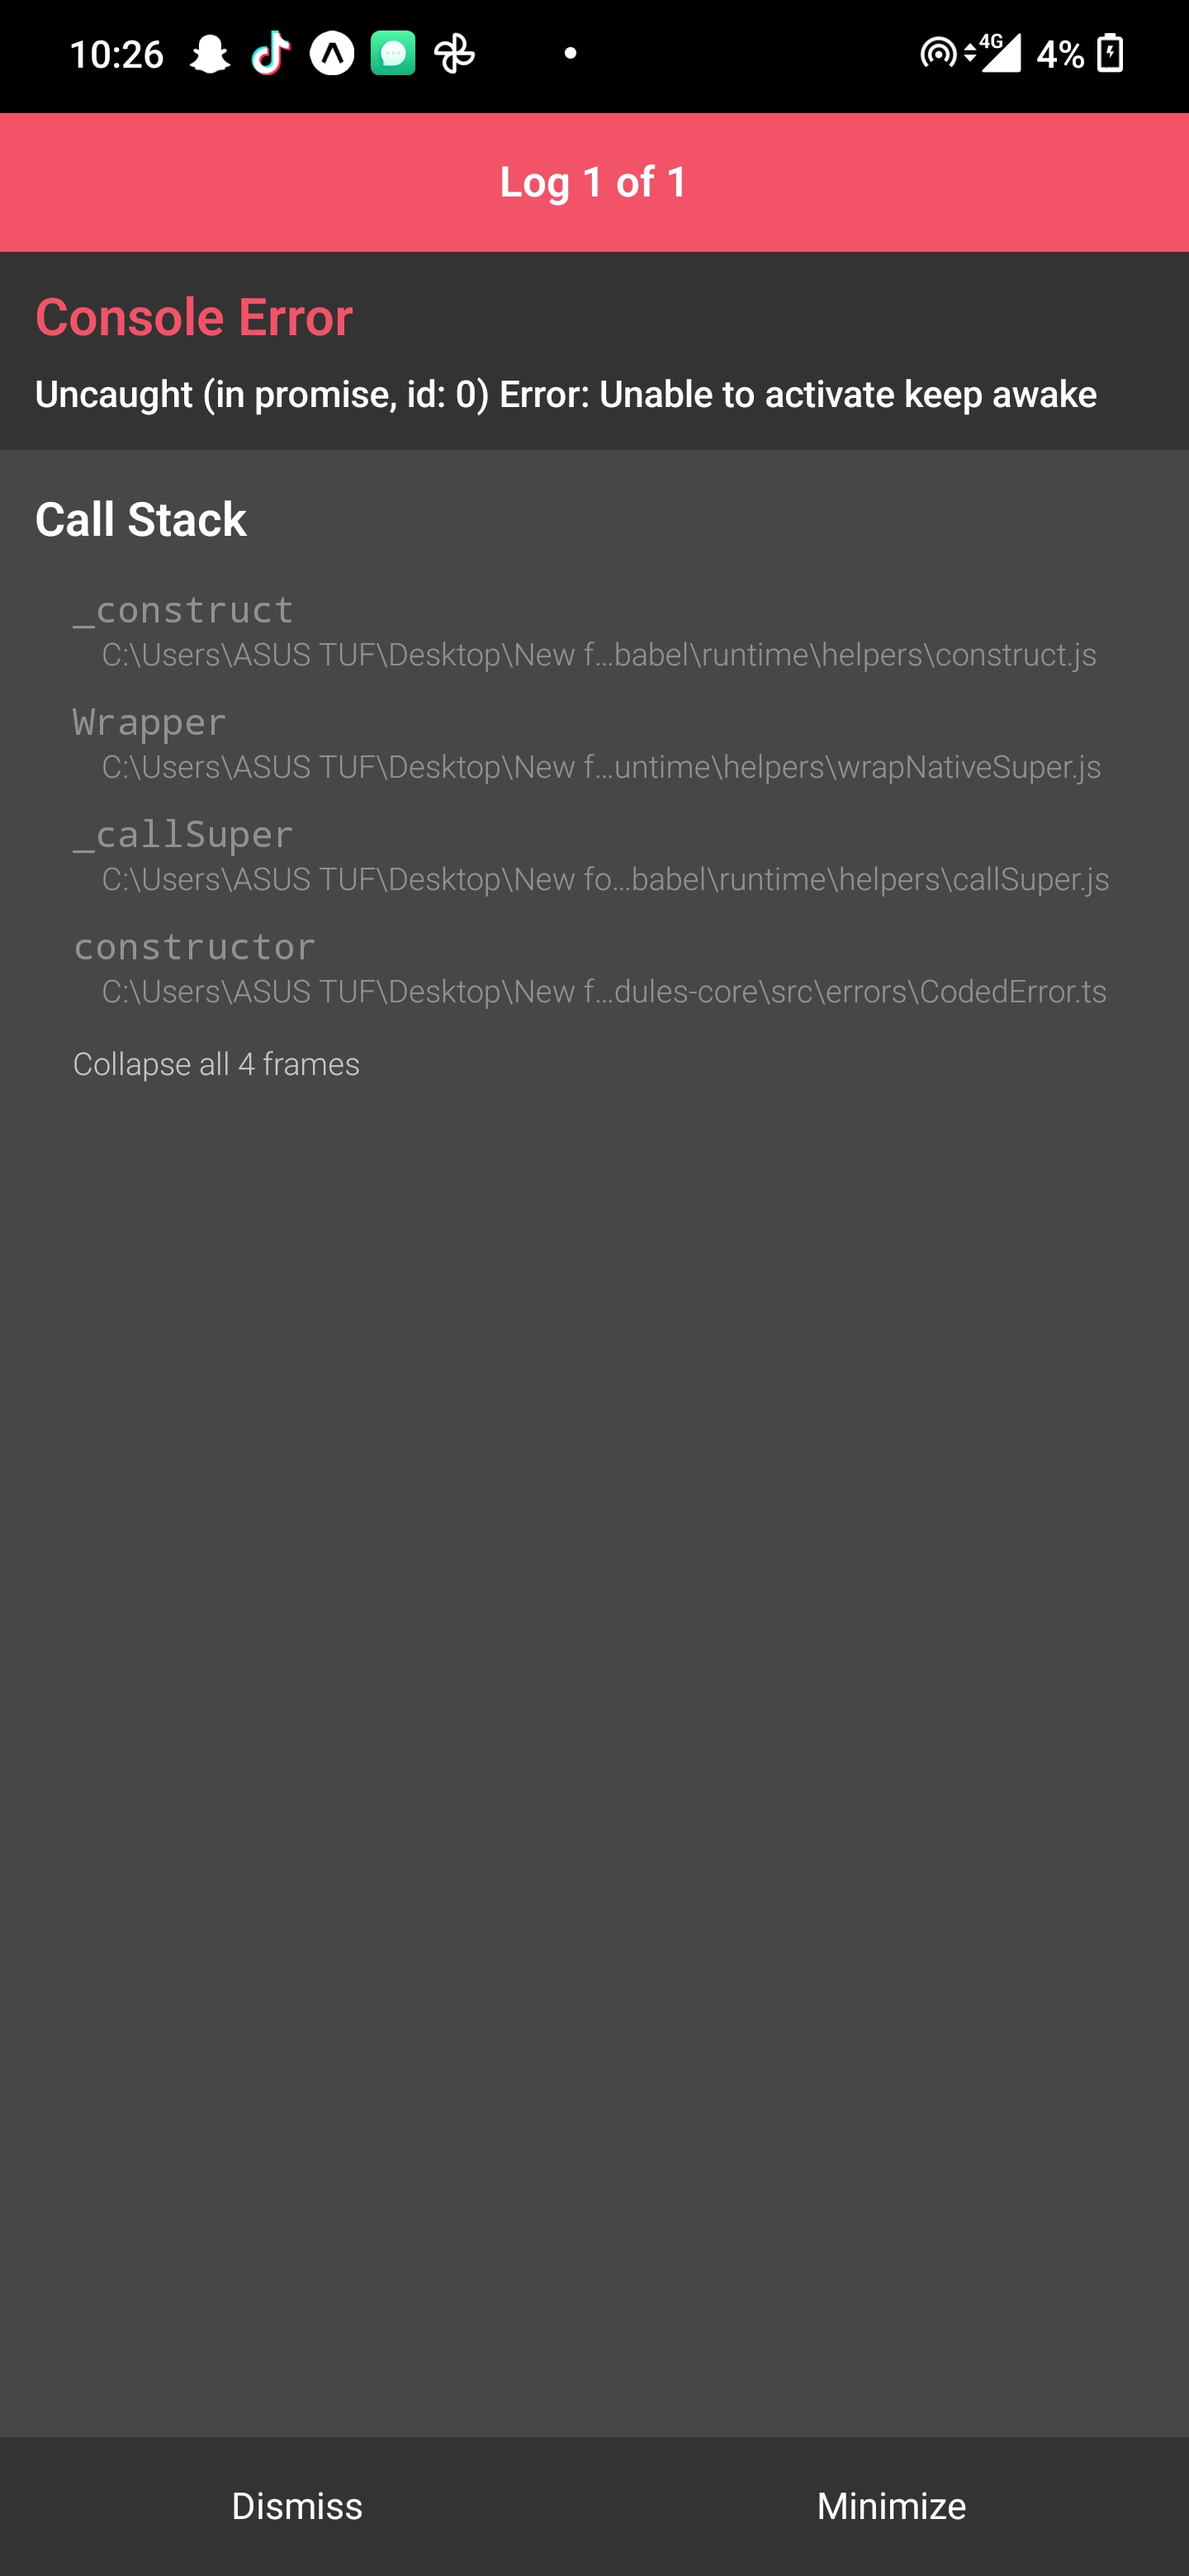 10:26 4G 4%
Log 1 of 1
Console Error
Uncaught (in promise, id: 0) Error: Unable to activate keep awake
Call Stack
_construct
C:\Users\ASUS TUF\Desktop\New f...babel\runtime\helpers\construct.js
Wrapper
C:\Users\ASUS TUF\Desktop\New f...untime\helpers\wrapNativeSuper.js
_callSuper
C:\Users\ASUS TUF\Desktop\New fo...babel\runtime\helpers\callSuper.js
constructor
C:\Users\ASUS TUF\Desktop\New f...dules-core\src\errors\CodedError.ts
Collapse all 4 frames
Dismiss Minimize